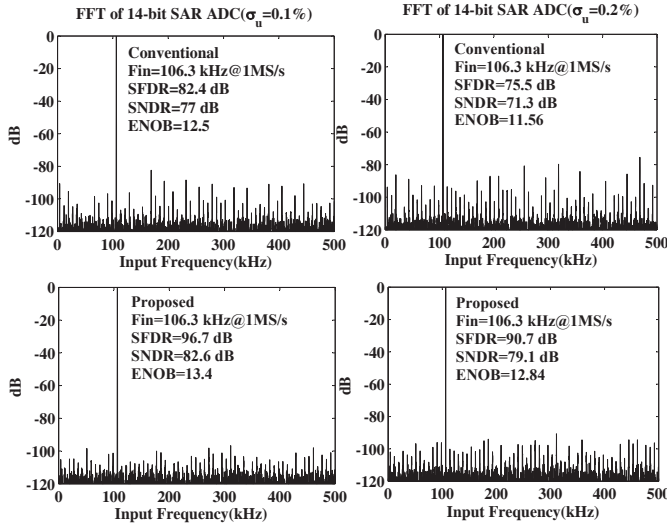 FFT of 14-bit SAR ADC(σu=0.1%)
0
-20
-40
-60
-80
-100
-120
dB
Conventional
Fin=106.3 kHz@1MS/s
SFDR=82.4 dB
SNDR=77 dB
ENOB=12.5
0 100 200 300 400 500
Input Frequency(kHz)
FFT of 14-bit SAR ADC(σu=0.2%)
0
-20
-40
-60
-80
-100
-120
dB
Conventional
Fin=106.3 kHz@1MS/s
SFDR=75.5 dB
SNDR=71.3 dB
ENOB=11.56
0 100 200 300 400 500
Input Frequency(kHz)
0
-20
-40
-60
-80
-100
-120
dB
Proposed
Fin=106.3 kHz@1MS/s
SFDR=96.7 dB
SNDR=82.6 dB
ENOB=13.4
0 100 200 300 400 500
Input Frequency(kHz)
0
-20
-40
-60
-80
-100
-120
dB
Proposed
Fin=106.3 kHz@1MS/s
SFDR=90.7 dB
SNDR=79.1 dB
ENOB=12.84
0 100 200 300 400 500
Input Frequency(kHz)